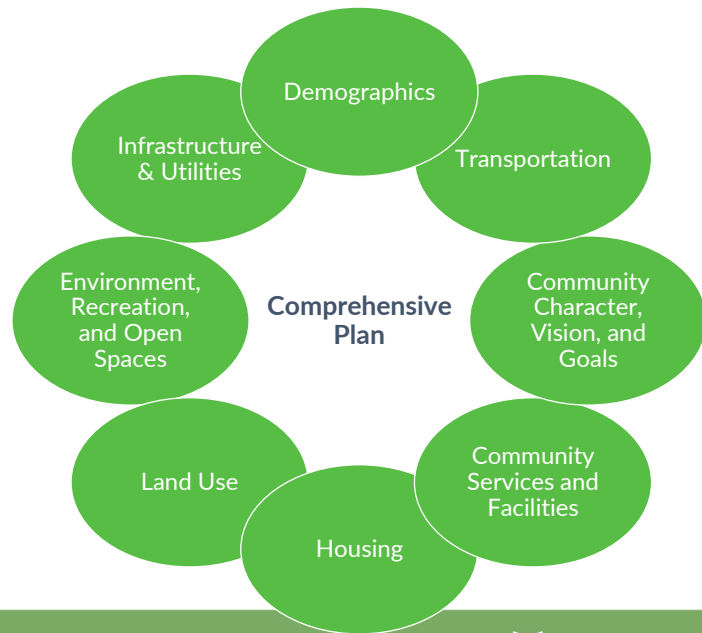 Demographics
Transportation
Community
Character,
Vision, and
Goals
Community
Services and
Facilities
Housing
Land Use
Environment,
Recreation,
and Open
Spaces
Infrastructure
& Utilities
Comprehensive
Plan